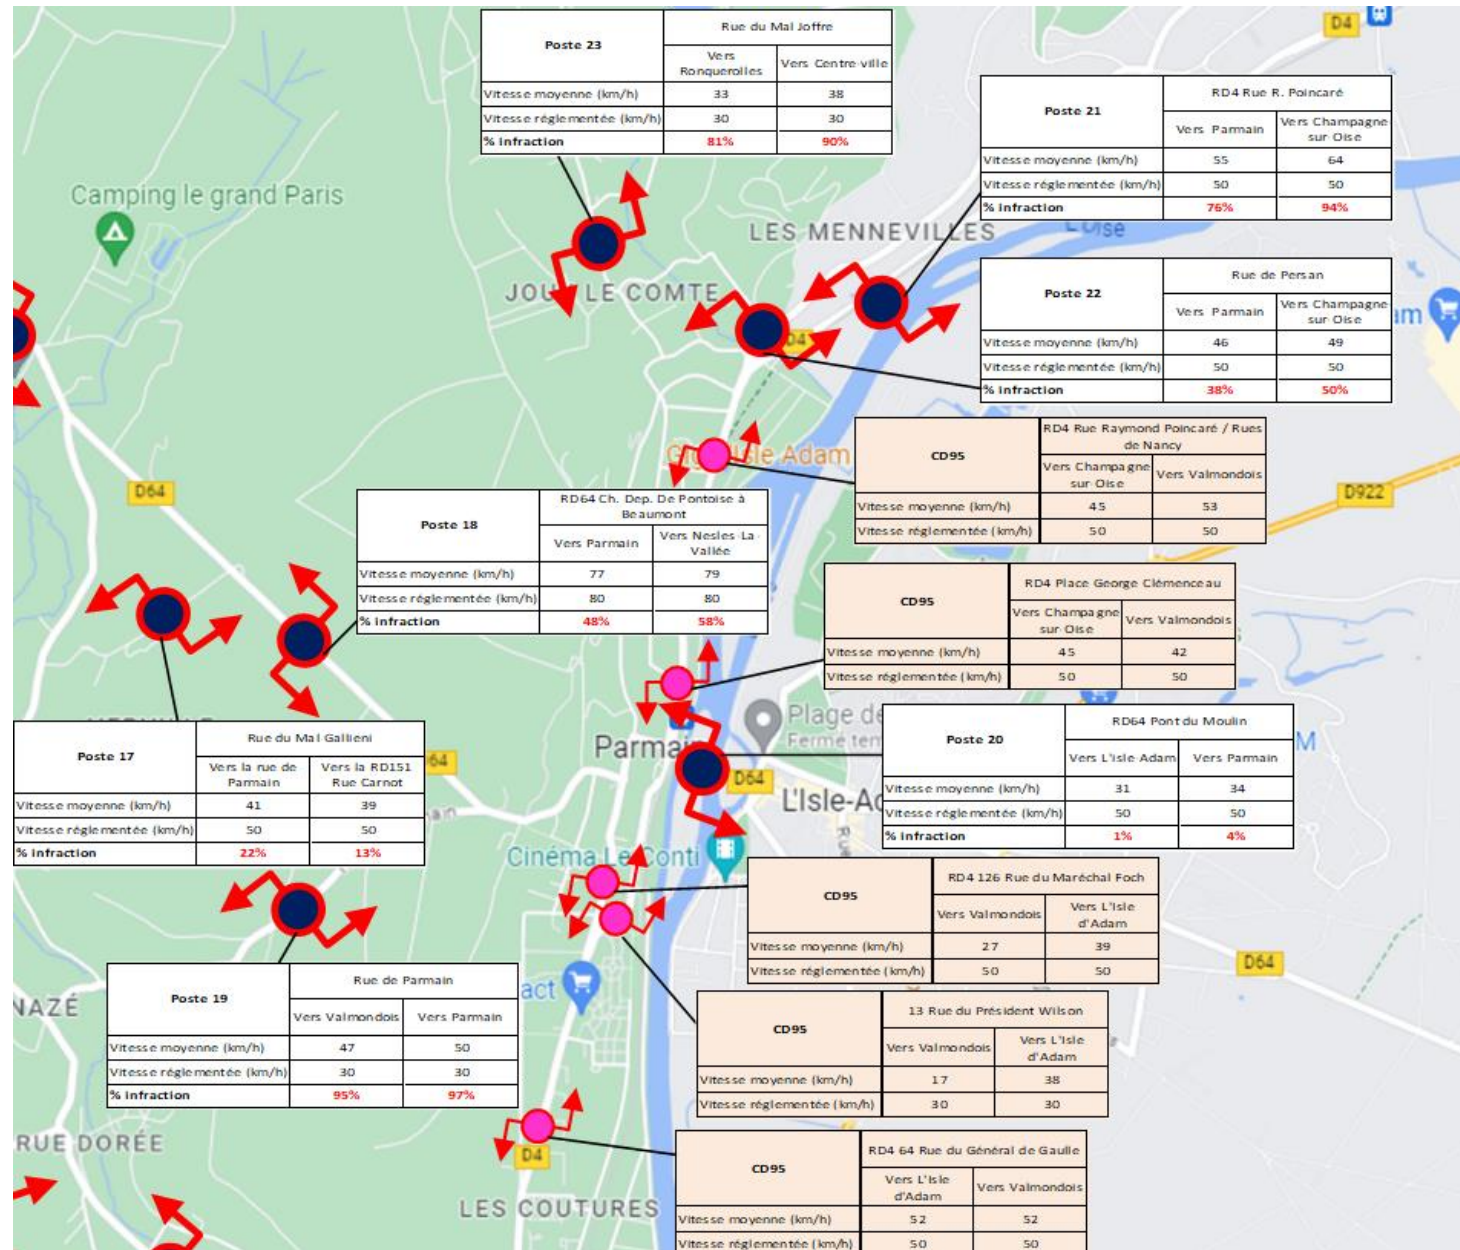 Poste 23
Rue du Mal Joffre
Vers Ronquerolles
Vers Centre-ville
Vitesse moyenne (km/h) 33 38
Vitesse réglementée (km/h) 30 30
% infraction 81% 90%
D4
Poste 21
RD4 Rue R. Poincaré
Vers Parmain
Vers Champagne sur Oise
Vitesse moyenne (km/h) 55 64
Vitesse réglementée (km/h) 50 50
% infraction 76% 94%
Camping le grand Paris
LES MENNEVILLES
L'Oise
JOUY LE COMTE
Poste 22
Rue de Persan
Vers Parmain
Vers Champagne sur Oise
Vitesse moyenne (km/h) 46 49
Vitesse réglementée (km/h) 50 50
% infraction 38% 50%
am
D4
Isle Adam
CD95
RD4 Rue Raymond Poincaré / Rues de Nancy
Vers Champagne sur-Oise
Vers Valmondois
Vitesse moyenne (km/h) 45 53
Vitesse réglementée (km/h) 50 50
D922
D64
Poste 18
RD64 Ch. Dep. De Pontoise à Beaumont
Vers Parmain
Vers Nesles-La-Vallée
Vitesse moyenne (km/h) 77 79
Vitesse réglementée (km/h) 80 80
% infraction 48% 58%
CD95
RD4 Place George Clémenceau
Vers Champagne sur-Oise
Vers Valmondois
Vitesse moyenne (km/h) 45 42
Vitesse réglementée (km/h) 50 50
Plage de
Ferme tem
Parmain
D64
L'Isle-Ad
Rue
M
Poste 20
RD64 Pont du Moulin
Vers L'isle-Adam
Vers Parmain
Vitesse moyenne (km/h) 31 34
Vitesse réglementée (km/h) 50 50
% infraction 1% 4%
Poste 17
Rue du Mal Gallieni
Vers la rue de Parmain
Vers la RD151 Rue Carnot
Vitesse moyenne (km/h) 41 39
Vitesse réglementée (km/h) 50 50
% infraction 22% 13%
64
ain
Cinéma Le Conti
CD95
RD4 126 Rue du Maréchal Foch
Vers Valmondois
Vers L'Isle d'Adam
Vitesse moyenne (km/h) 27 39
Vitesse réglementée (km/h) 50 50
D64
act
NAZÉ
Poste 19
Rue de Parmain
Vers Valmondois
Vers Parmain
Vitesse moyenne (km/h) 47 50
Vitesse réglementée (km/h) 30 30
% infraction 95% 97%
CD95
13 Rue du Président Wilson
Vers Valmondois
Vers L'Isle d'Adam
Vitesse moyenne (km/h) 17 38
Vitesse réglementée (km/h) 30 30
RUE DORÉE
D4
LES COUTURES
CD95
RD4 64 Rue du Général de Gaulle
Vers L'Isle d'Adam
Vers Valmondois
Vitesse moyenne (km/h) 52 52
Vitesse réglementée (km/h) 50 50